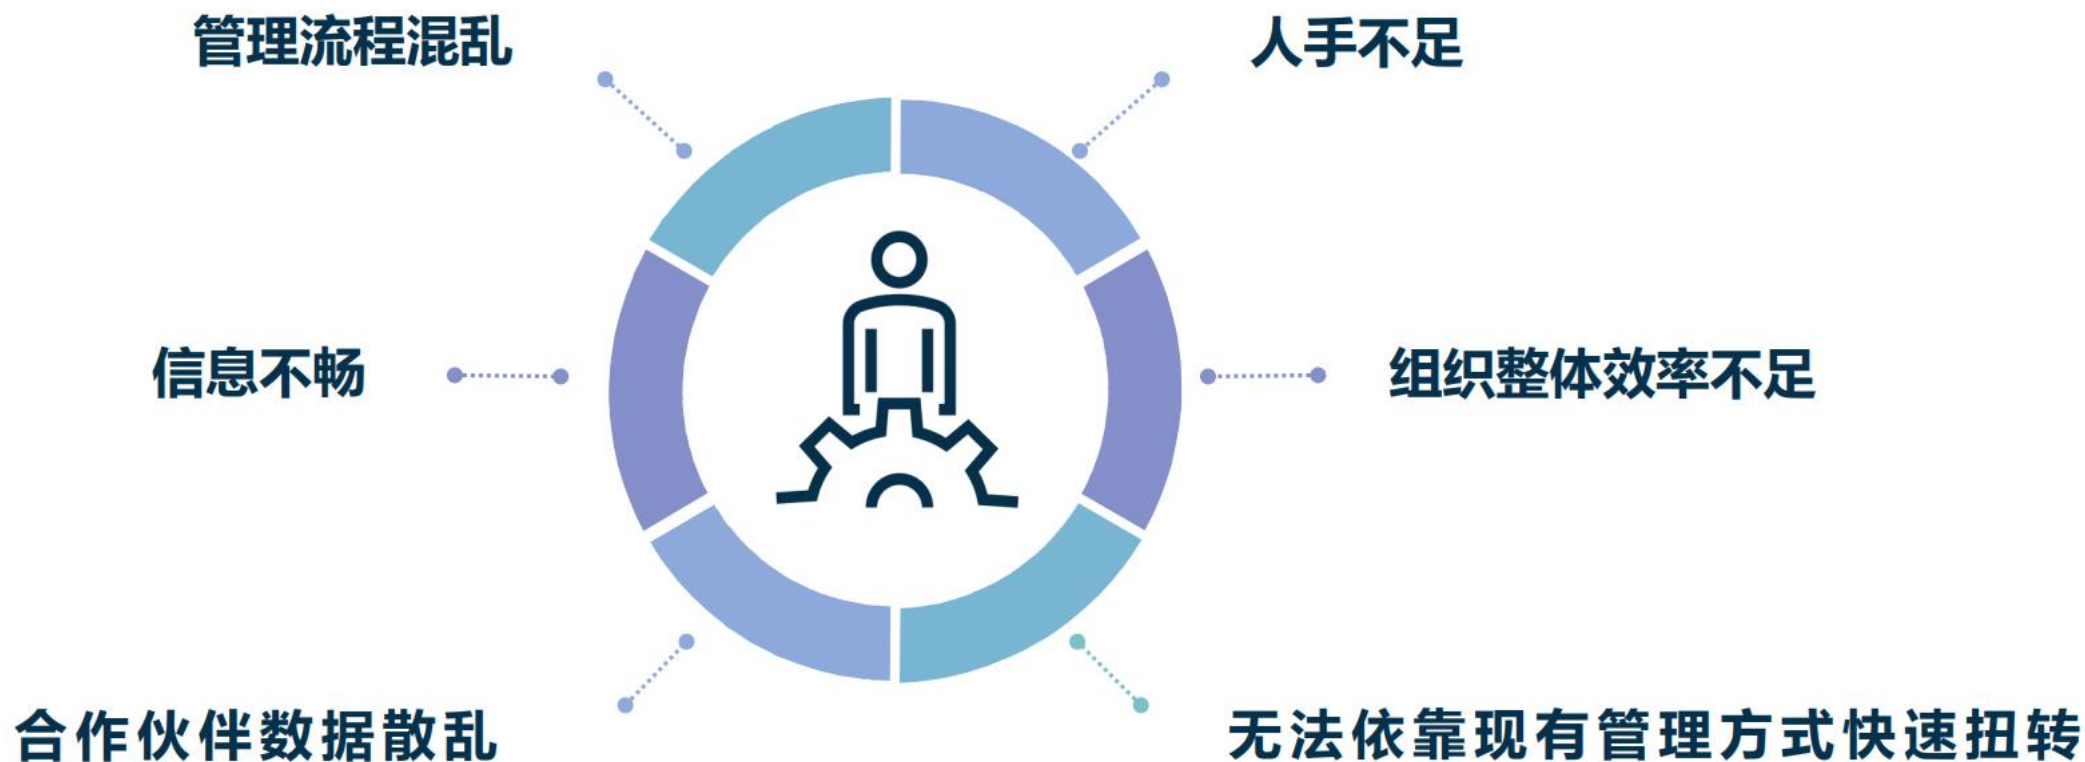 管理流程混乱
人手不足
信息不畅
组织整体效率不足
合作伙伴数据散乱
无法依靠现有管理方式快速扭转